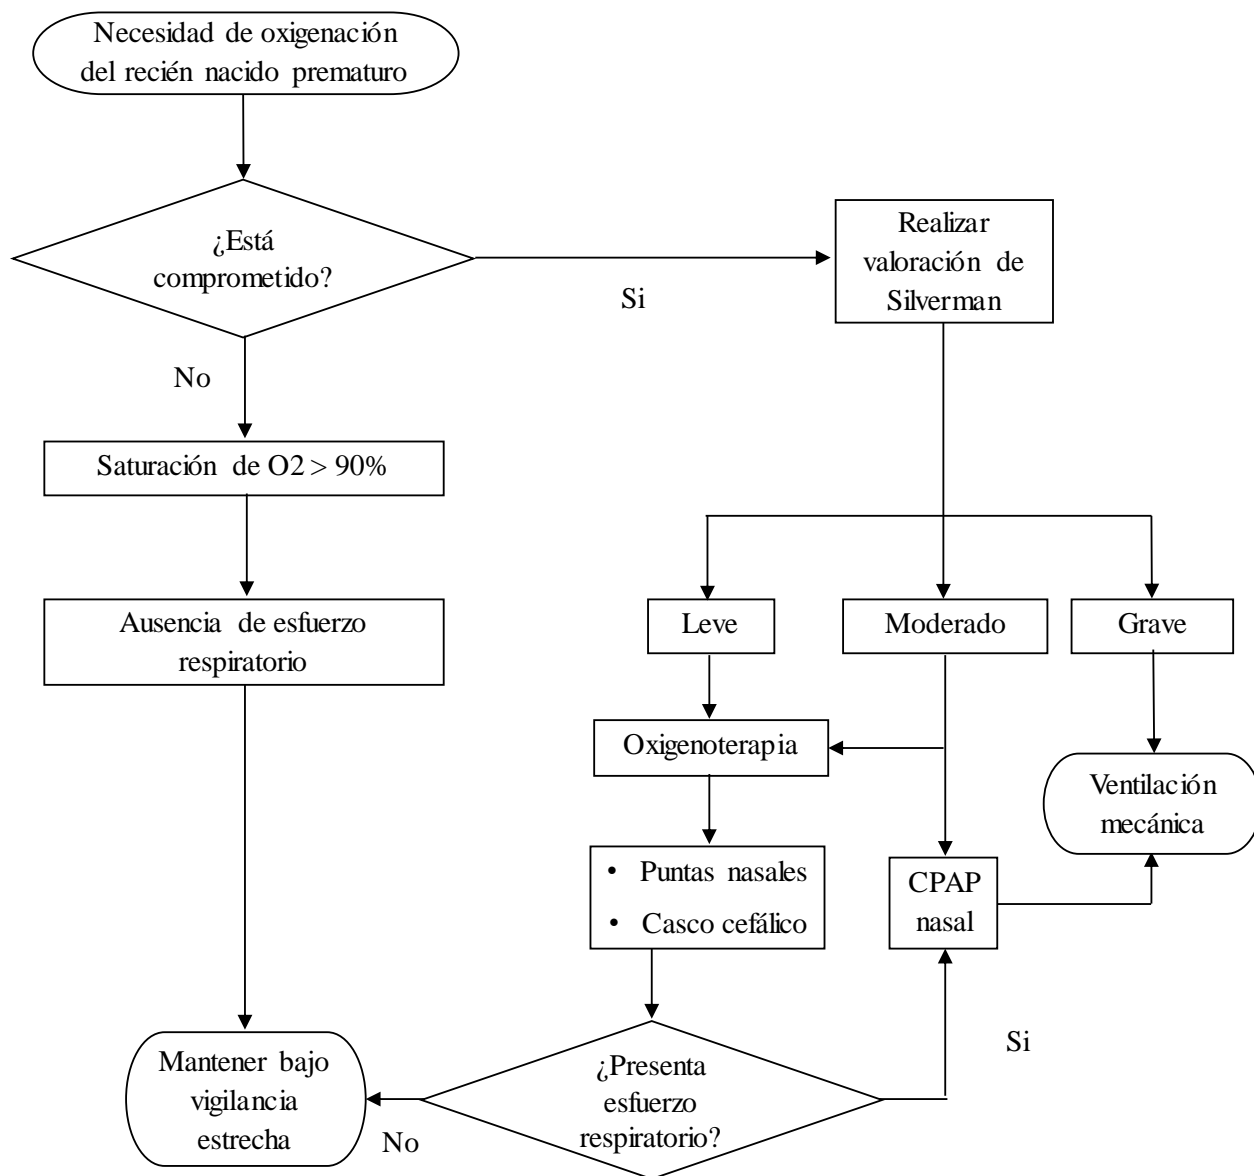 Necesidad de oxigenación
del recién nacido prematuro
¿Está
comprometido?
Si
Realizar
valoración de
Silverman
No
Saturación de O2 > 90%
Ausencia de esfuerzo
respiratorio
Leve
Moderado
Grave
Oxigenoterapia
Ventilación
mecánica
• Puntas nasales
• Casco cefálico
CPAP
nasal
Si
¿Presenta
esfuerzo
respiratorio?
No
Mantener bajo
vigilancia
estrecha